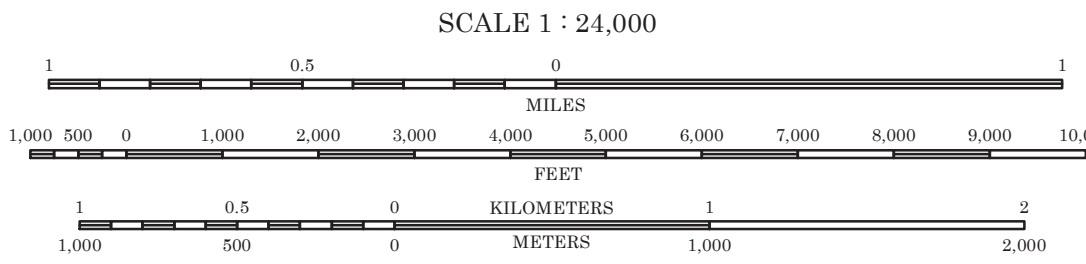 SCALE 1 : 24,000
1 0.5 0 1
MILES
1,000 500 0 1,000 2,000 3,000 4,000 5,000 6,000 7,000 8,000 9,000 10,0
FEET
1 0.5 0 KILOMETERS 1 2
1,000 500 0 METERS 1,000 2,000